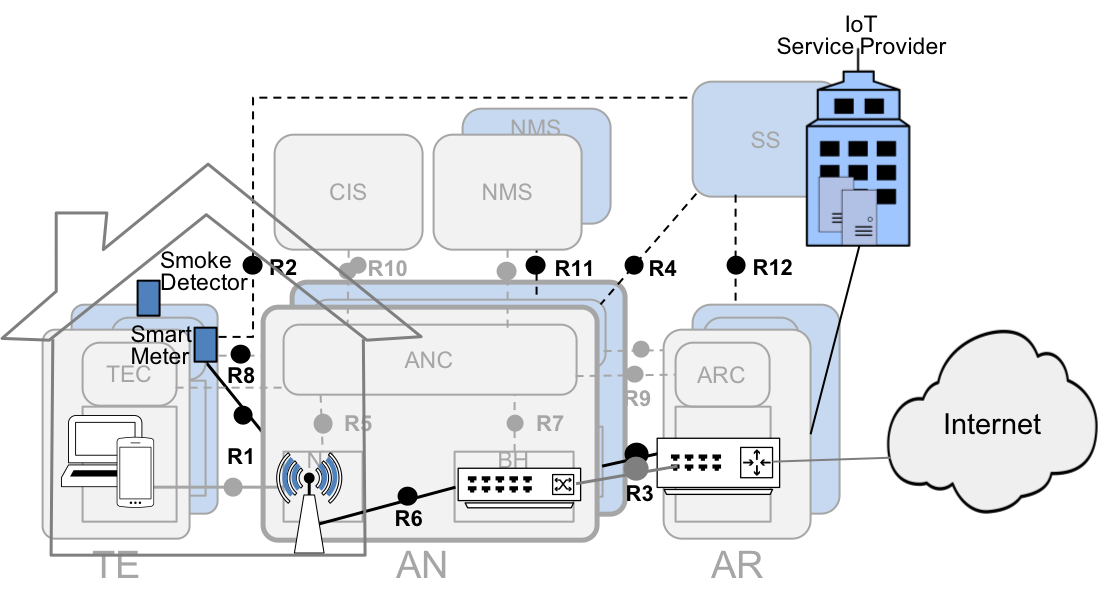 IoT
Service Provider
NMS
SS
CIS
NMS
Smoke
Detector
R2
R10
R11
R4
R12
Smart
Meter
TEC
R8
ANC
ARC
R9
R5
R7
Internet
R1
N
BH
R3
R6
TE
AN
AR